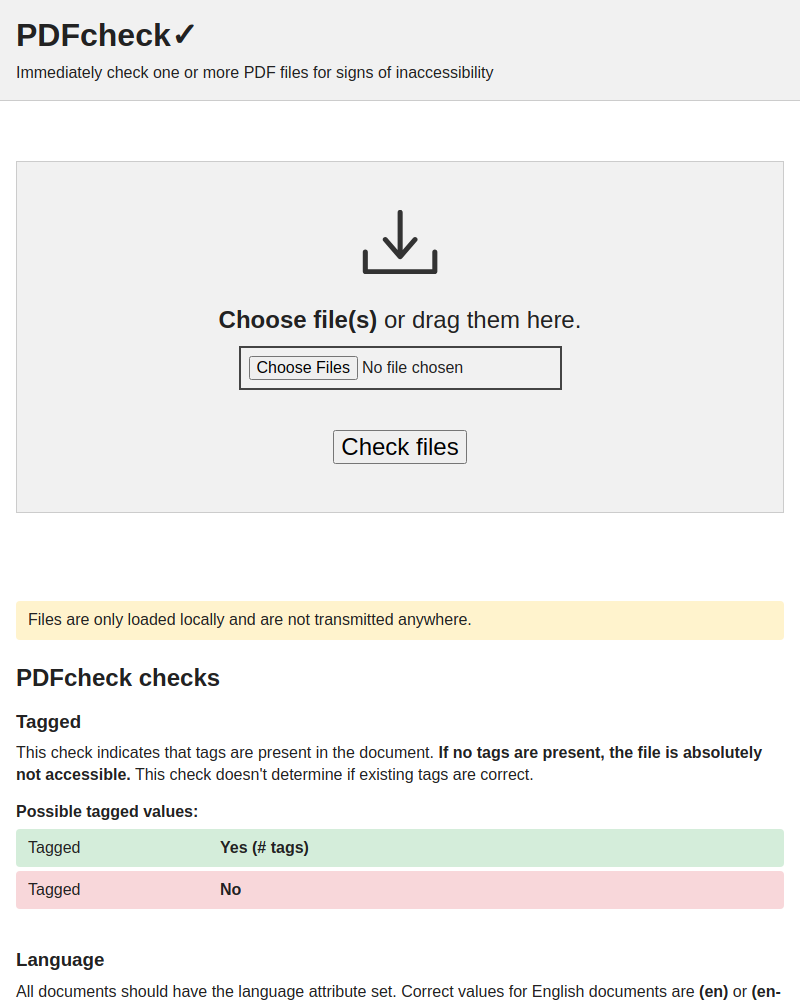 PDFcheck✓
Immediately check one or more PDF files for signs of inaccessibility
Choose file(s) or drag them here.
Choose Files No file chosen
Check files
Files are only loaded locally and are not transmitted anywhere.
PDFcheck checks
Tagged
This check indicates that tags are present in the document. If no tags are present, the file is absolutely
not accessible. This check doesn't determine if existing tags are correct.
Possible tagged values:
Tagged Yes (# tags)
Tagged No
Language
All documents should have the language attribute set. Correct values for English documents are (en) or (en-